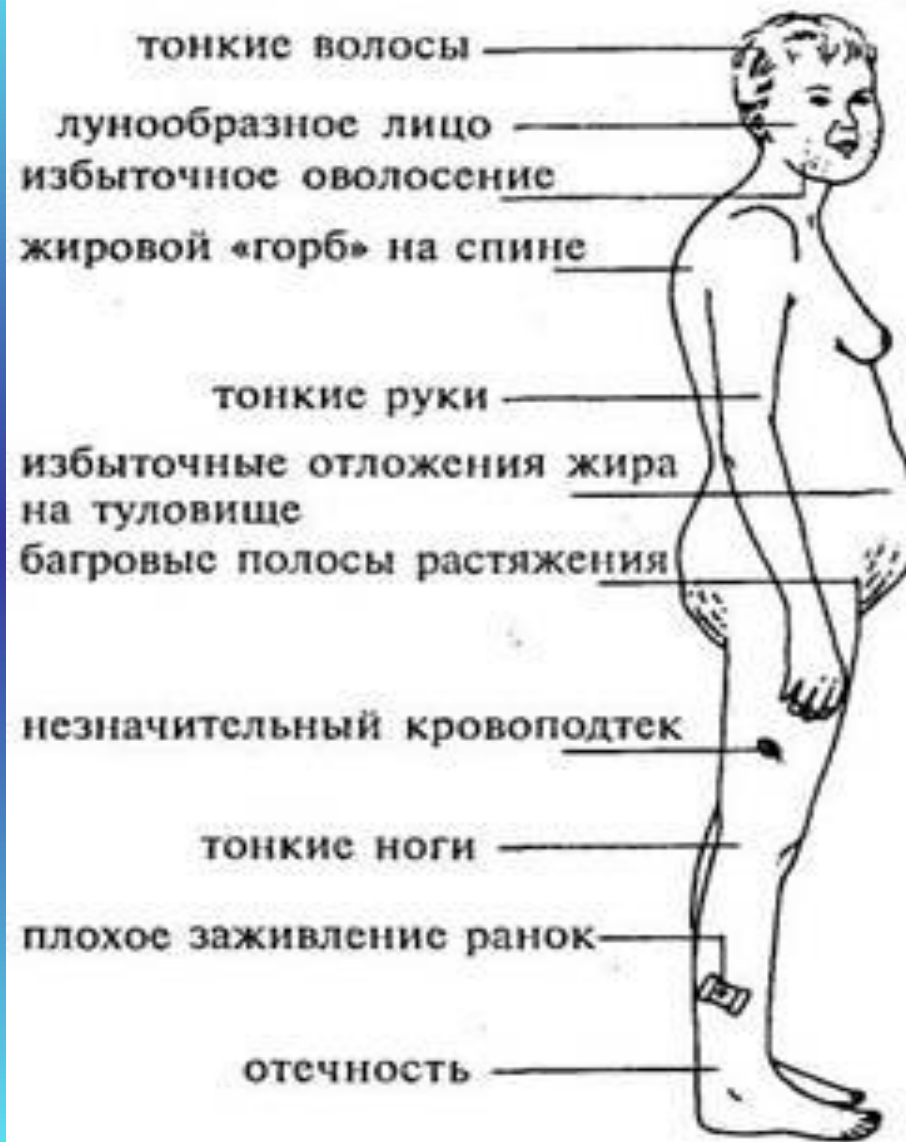 тонкие волосы
лунообразное лицо
избыточное оволосение
жировой «горб» на спине
тонкие руки
избыточные отложения жира
на туловище
багровые полосы растяжения
незначительный кровоподтек
тонкие ноги
плохое заживление ранок
отечность